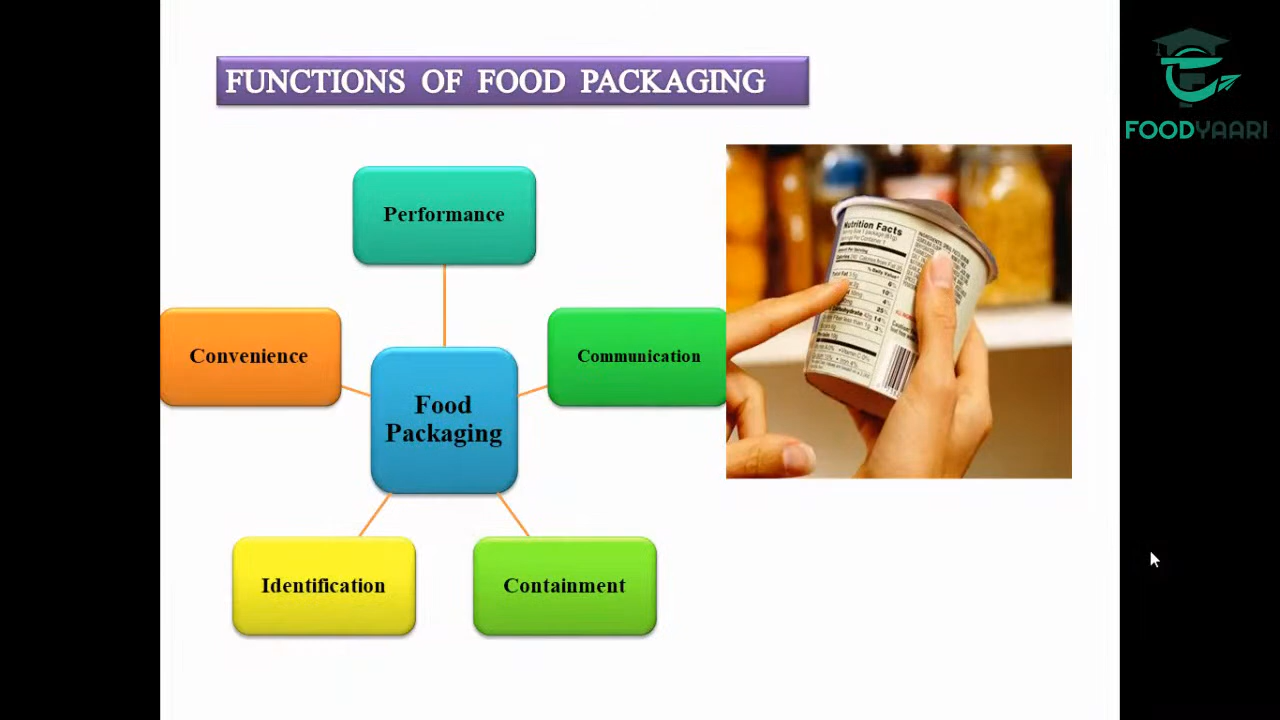 FUNCTIONS OF FOOD PACKAGING
FOODYAARI
Performance
Convenience
Communication
Food
Packaging
Identification
Containment
Nutrition Facts